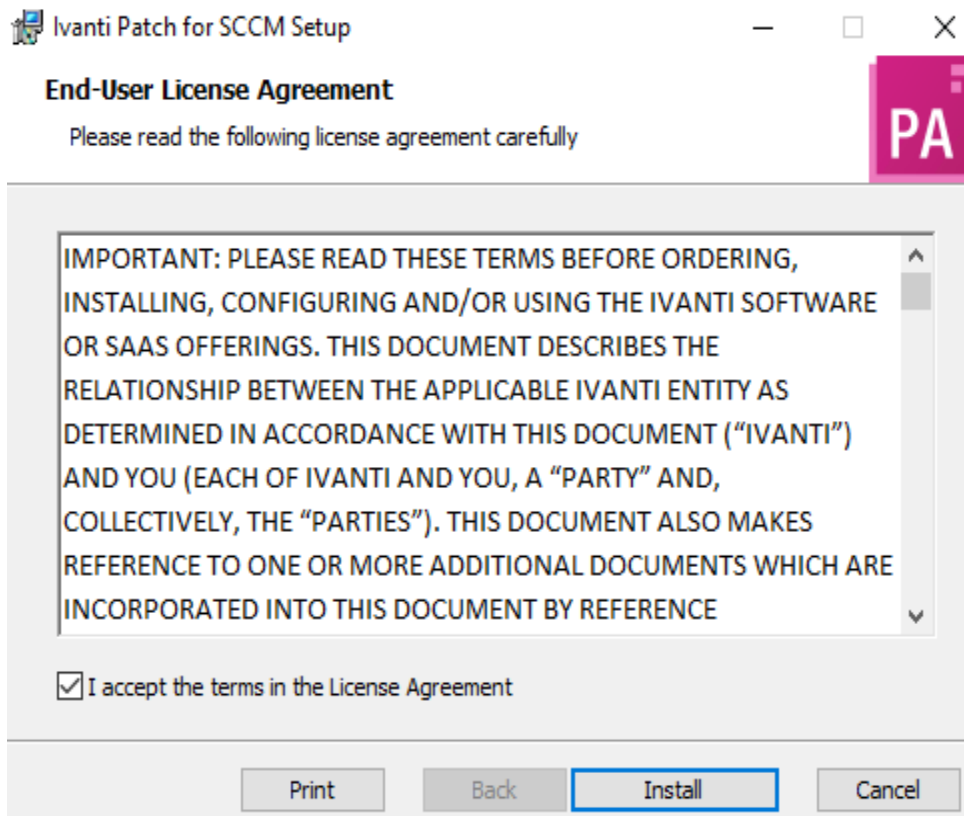 Ivanti Patch for SCCM Setup
End-User License Agreement
Please read the following license agreement carefully
PA
IMPORTANT: PLEASE READ THESE TERMS BEFORE ORDERING,
INSTALLING, CONFIGURING AND/OR USING THE IVANTI SOFTWARE
OR SAAS OFFERINGS. THIS DOCUMENT DESCRIBES THE
RELATIONSHIP BETWEEN THE APPLICABLE IVANTI ENTITY AS
DETERMINED IN ACCORDANCE WITH THIS DOCUMENT (“IVANTI”)
AND YOU (EACH OF IVANTI AND YOU, A “PARTY” AND,
COLLECTIVELY, THE “PARTIES”). THIS DOCUMENT ALSO MAKES
REFERENCE TO ONE OR MORE ADDITIONAL DOCUMENTS WHICH ARE
INCORPORATED INTO THIS DOCUMENT BY REFERENCE
I accept the terms in the License Agreement
Print Back Install Cancel